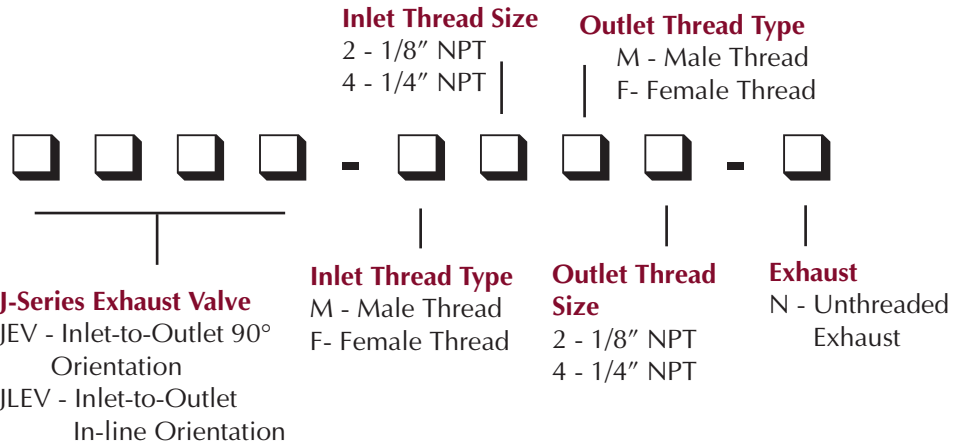 Inlet Thread Size
2 - 1/8″ NPT
4 - 1/4″ NPT
Outlet Thread Type
M - Male Thread
F- Female Thread
- -
J-Series Exhaust Valve
JEV - Inlet-to-Outlet 90°
Orientation
JLEV - Inlet-to-Outlet
In-line Orientation
Inlet Thread Type
M - Male Thread
F- Female Thread
Outlet Thread
Size
2 - 1/8″ NPT
4 - 1/4″ NPT
Exhaust
N - Unthreaded
Exhaust